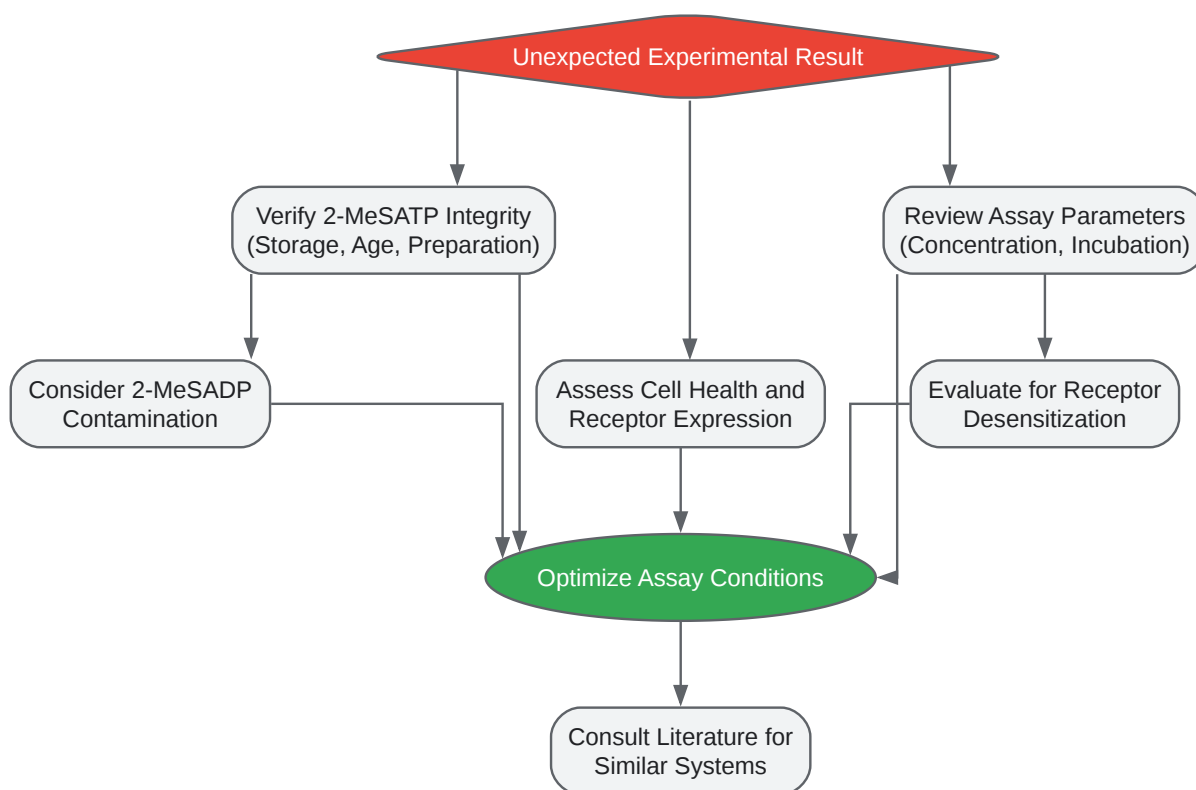 Unexpected Experimental Result
Verify 2-MeSATP Integrity
(Storage, Age, Preparation)
Review Assay Parameters
(Concentration, Incubation)
Consider 2-MeSADP
Contamination
Assess Cell Health and
Receptor Expression
Evaluate for Receptor
Desensitization
Optimize Assay Conditions
Consult Literature for
Similar Systems